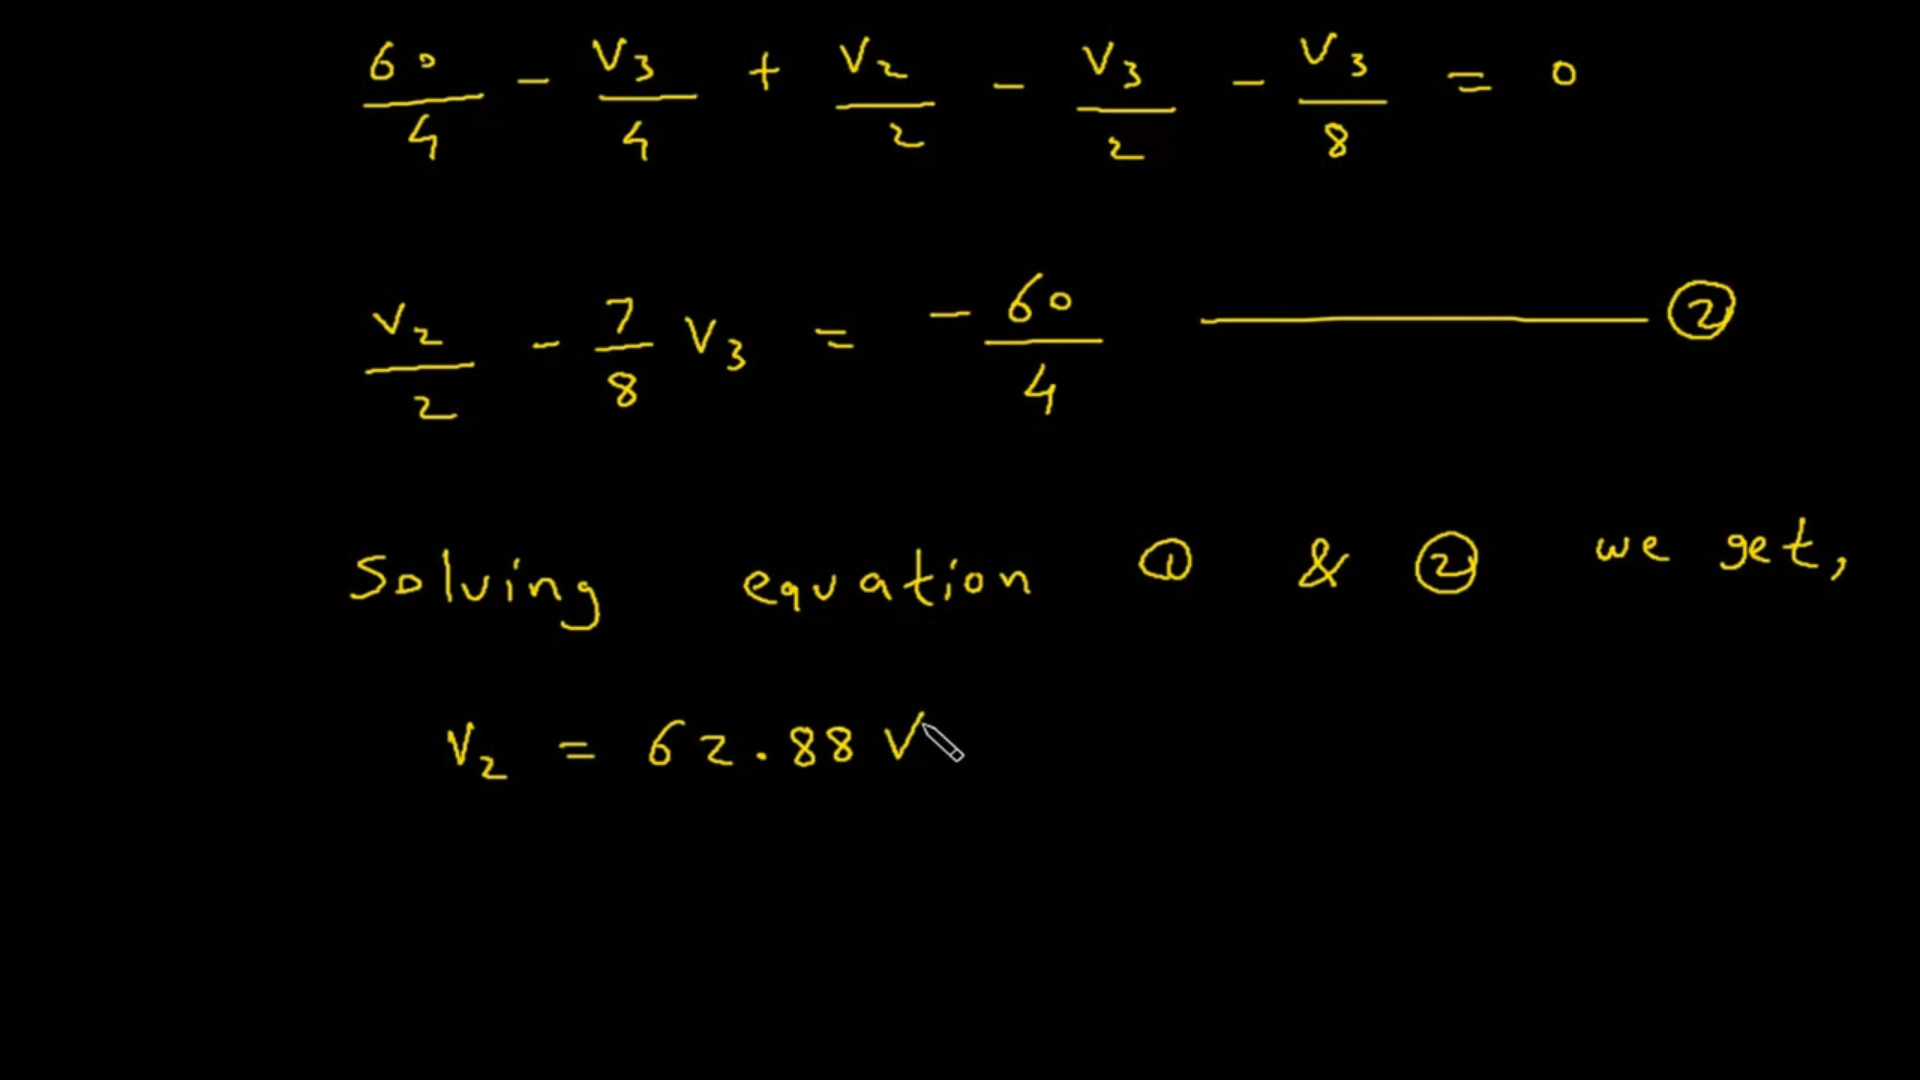 60/4 - V3/4 + V2/2 - V3/2 - V3/8 = 0
V2/2 - 7/8 V3 = - 60/4 ——— ②
Solving equation ① & ② we get,
V2 = 62.88 V